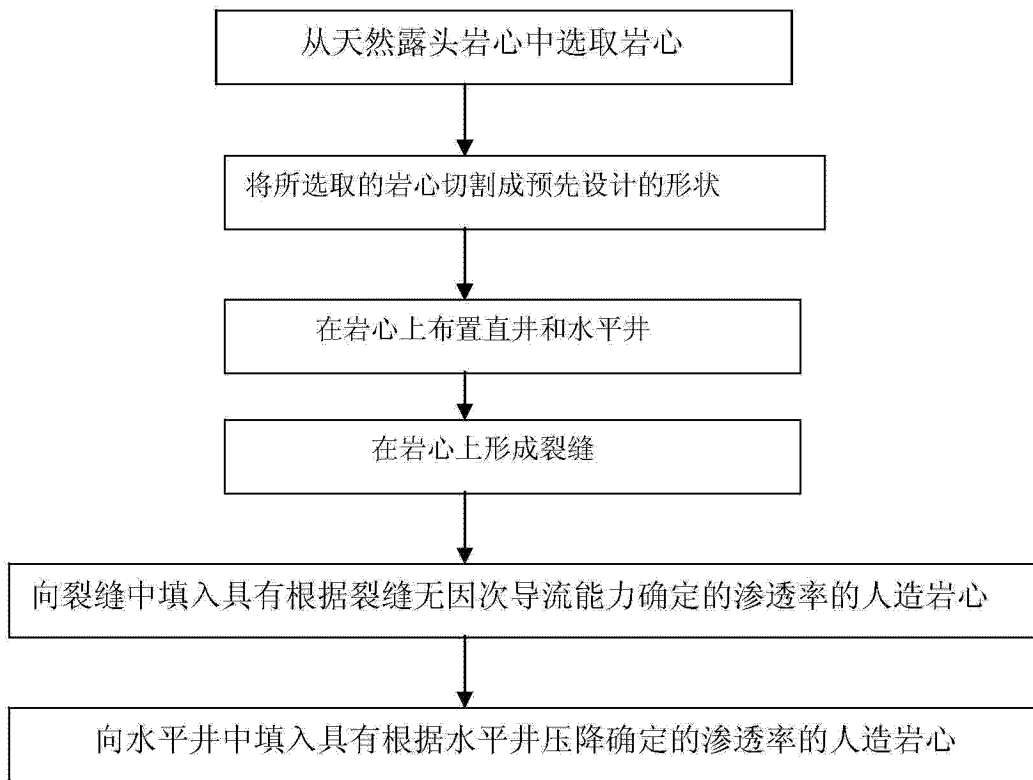 从天然露头岩心中选取岩心
将所选取的岩心切割成预先设计的形状
在岩心上布置直井和水平井
在岩心上形成裂缝
向裂缝中填入具有根据裂缝无因次导流能力确定的渗透率的人造岩心
向水平井中填入具有根据水平井压降确定的渗透率的人造岩心